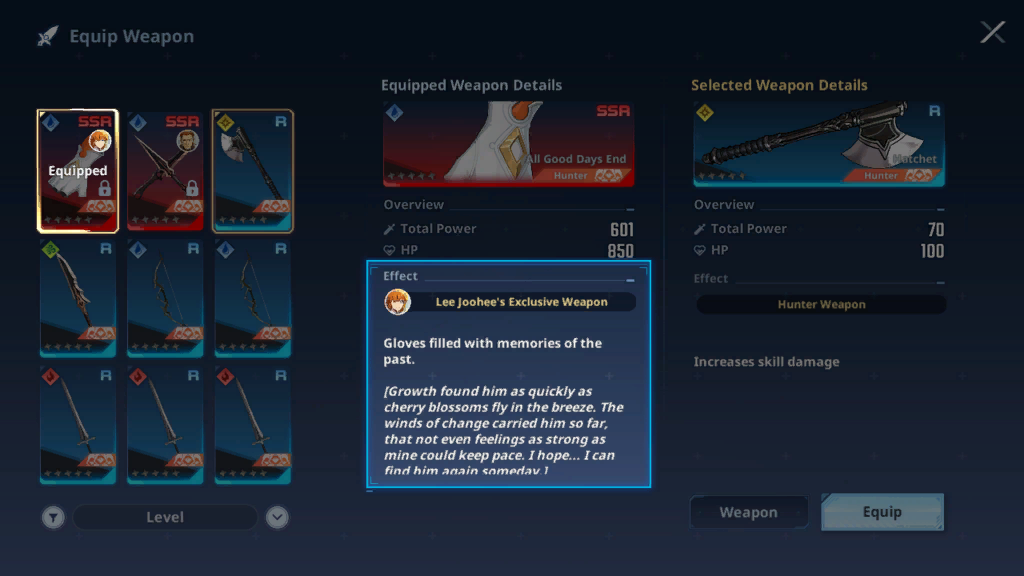 Equip Weapon
Equipped Weapon Details
Selected Weapon Details
SSR
SSR
R
Equipped
SSR
All Good Days End
Hunter
R
Hatchet
Hunter
Overview
Total Power 601
HP 850
Overview
Total Power 70
HP 100
R
R
R
Effect
Lee Joohee's Exclusive Weapon
Gloves filled with memories of the
past.
[Growth found him as quickly as
cherry blossoms fly in the breeze. The
winds of change carried him so far,
that not even feelings as strong as
mine could keep pace. I hope... I can
find him again someday.]
Effect
Hunter Weapon
Increases skill damage
R
R
R
Level
Weapon
Equip